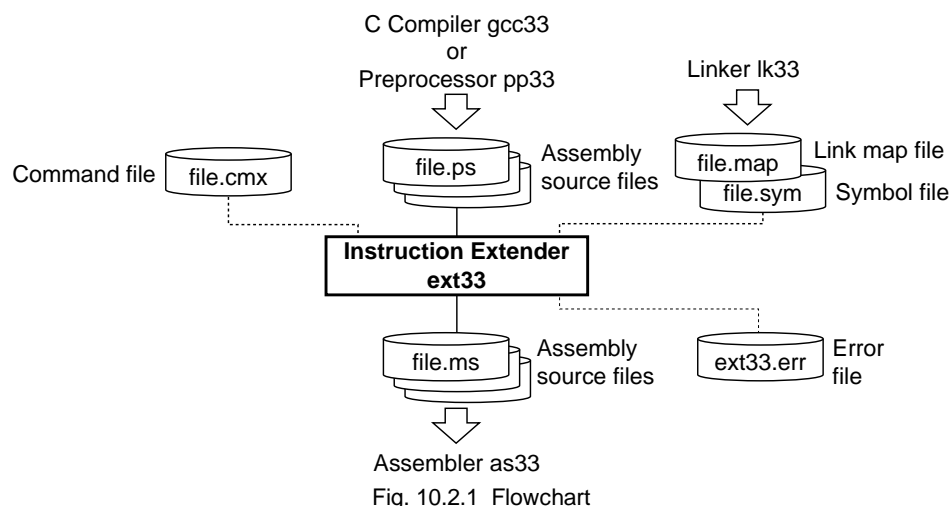 C Compiler gcc33
or
Preprocessor pp33
Linker lk33
Command file
file.cmx
file.ps
Assembly
source files
file.map
Link map file
file.sym
Symbol file
Instruction Extender
ext33
file.ms
Assembly
source files
ext33.err
Error
file
Assembler as33
Fig. 10.2.1 Flowchart